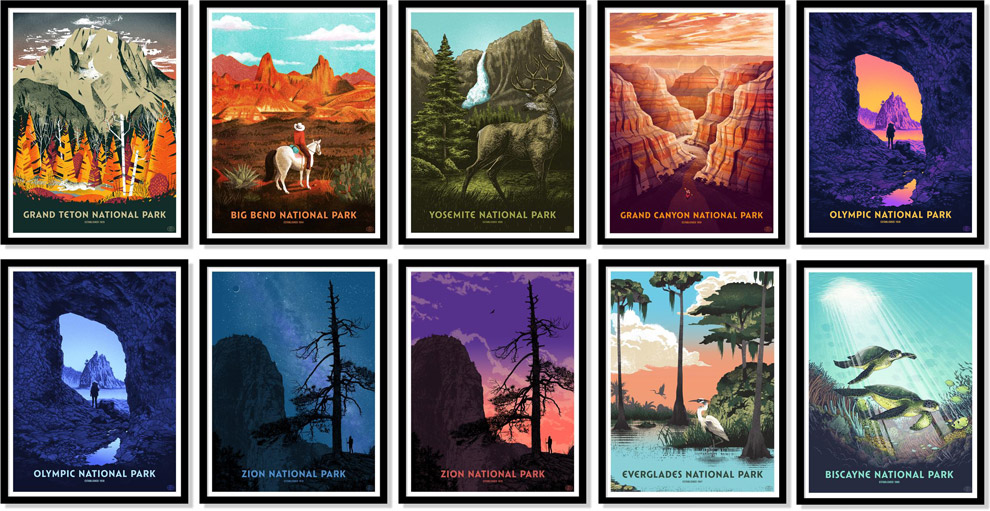 GRAND TETON NATIONAL PARK
BIG BEND NATIONAL PARK
YOSEMITE NATIONAL PARK
GRAND CANYON NATIONAL PARK
OLYMPIC NATIONAL PARK
OLYMPIC NATIONAL PARK
ZION NATIONAL PARK
ZION NATIONAL PARK
EVERGLADES NATIONAL PARK
BISCAYNE NATIONAL PARK